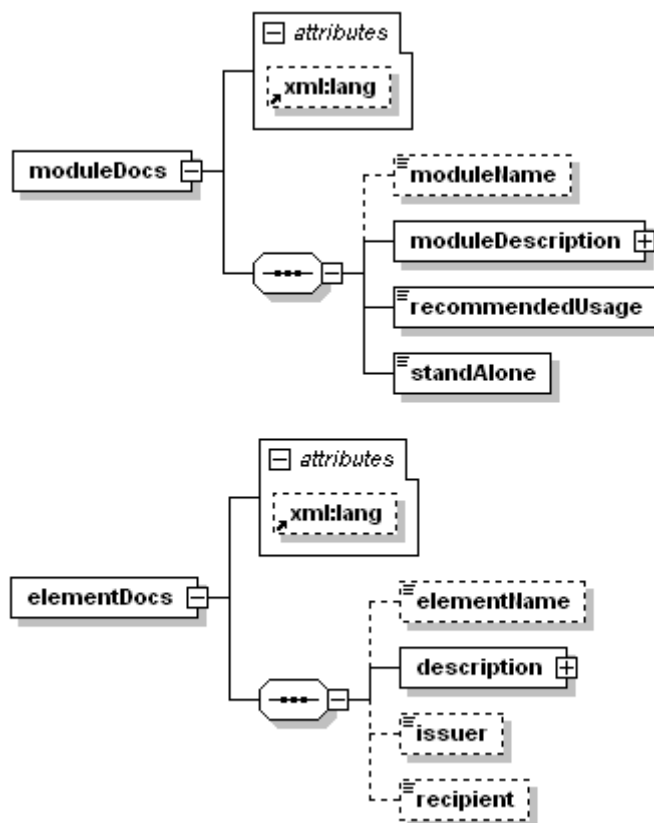 attributes
xml:lang
moduleDocs
moduleName
moduleDescription
recommendedUsage
standAlone
attributes
xml:lang
elementDocs
elementName
description
issuer
recipient